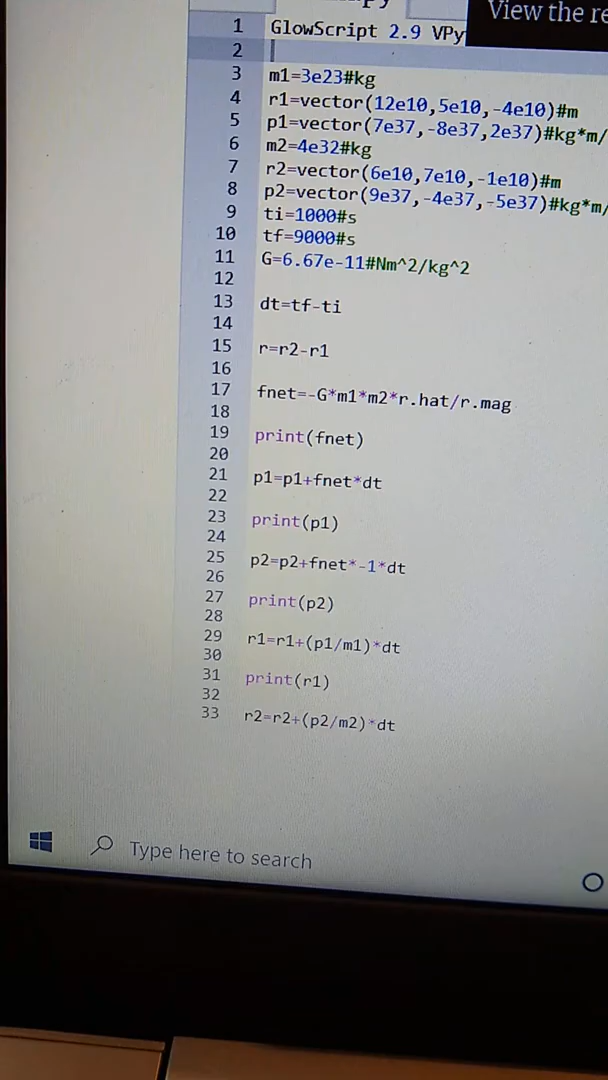 View the re
1 GlowScript 2.9 VPy
2
3 m1=3e23#kg
4 r1=vector(12e10,5e10,-4e10)#m
5 p1=vector(7e37,-8e37,2e37)#kg*m/
6 m2=4e32#kg
7 r2=vector(6e10,7e10,-1e10)#m
8 p2=vector(9e37,-4e37,-5e37)#kg*m/
9 ti=1000#s
10 tf=9000#s
11 G=6.67e-11#Nm^2/kg^2
12
13 dt=tf-ti
14
15 r=r2-r1
16
17 fnet=-G*m1*m2*r.hat/r.mag
18
19 print(fnet)
20
21 p1=p1+fnet*dt
22
23 print(p1)
24
25 p2=p2+fnet*-1*dt
26
27 print(p2)
28
29 r1=r1+(p1/m1)*dt
30
31 print(r1)
32
33 r2=r2+(p2/m2)*dt
Type here to search